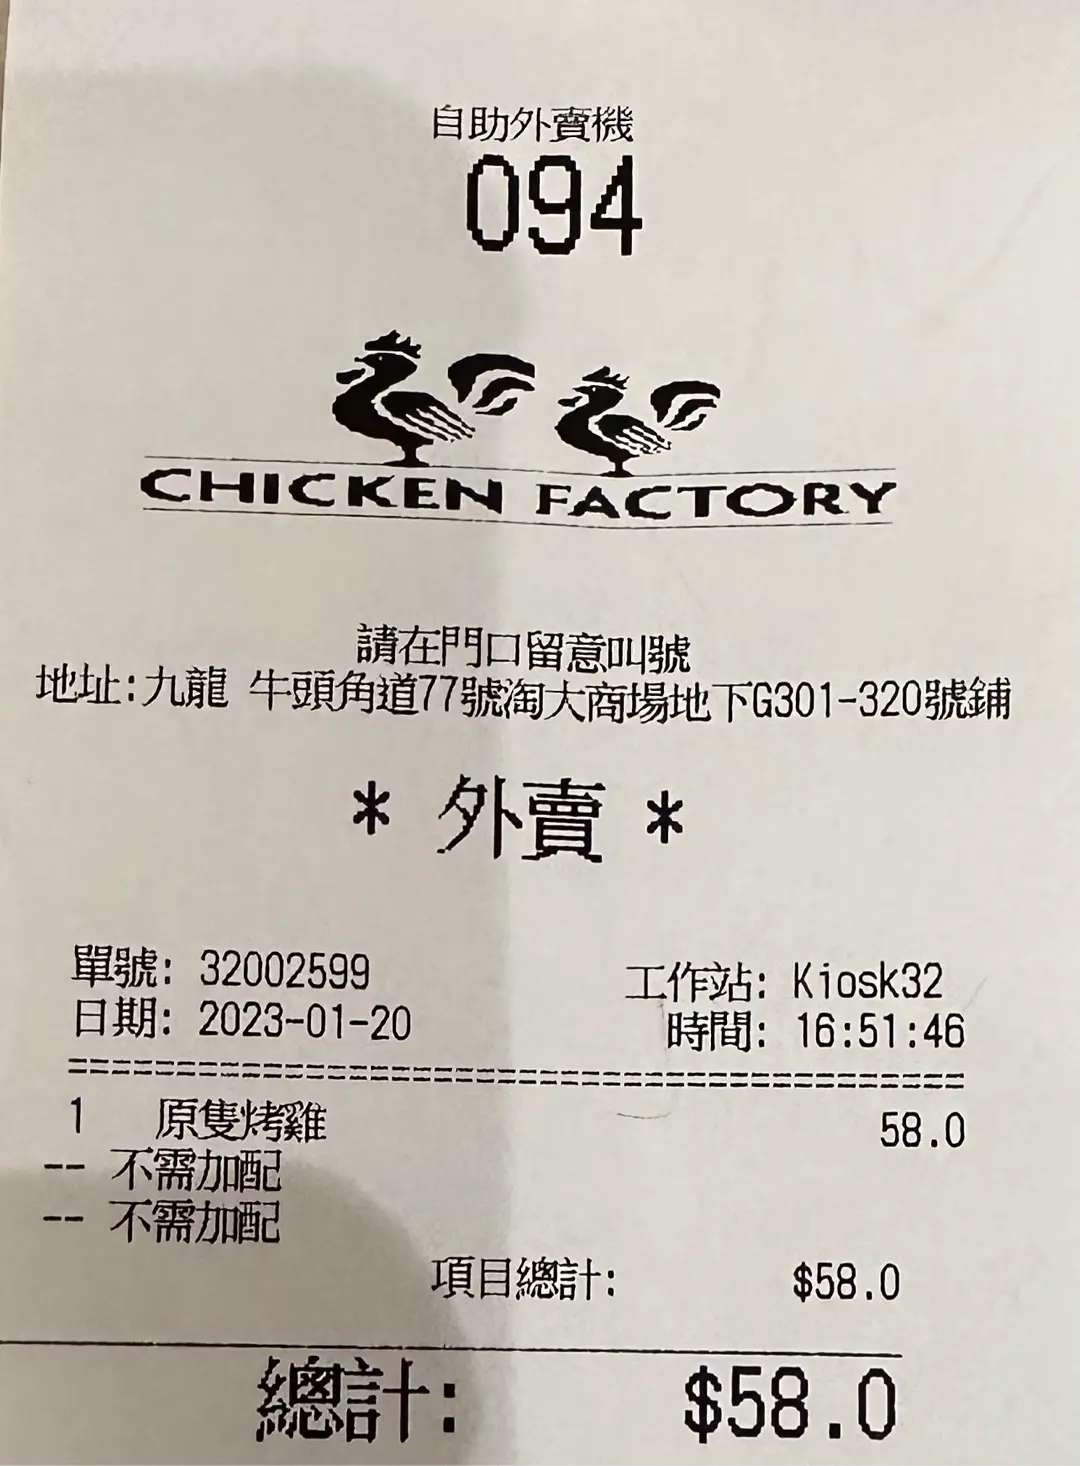 自助外賣機
094
CHICKEN FACTORY
請在門口留意叫號
地址:九龍 牛頭角道77號淘大商場地下G301-320號鋪
* 外賣 *
單號: 32002599 工作站: Kiosk32
日期: 2023-01-20 時間: 16:51:46
==========================================
1 原隻烤雞 58.0
-- 不需加配
-- 不需加配
項目總計: $58.0
總計: $58.0